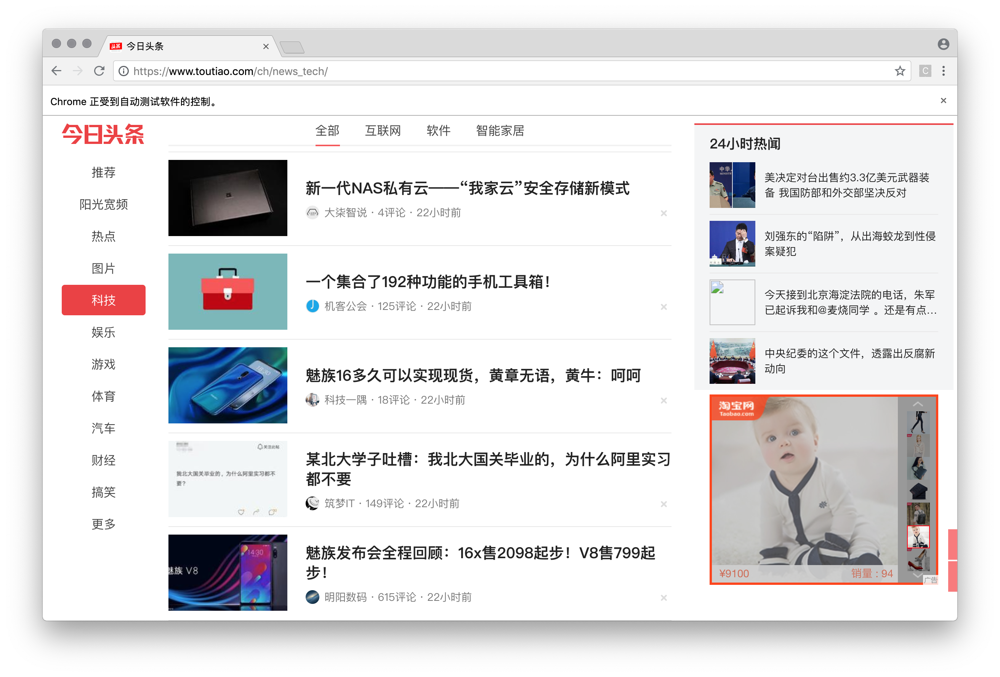 头条 今日头条
https://www.toutiao.com/ch/news_tech/
C
Chrome 正受到自动测试软件的控制。
今日头条
推荐
阳光宽频
热点
图片
科技
娱乐
游戏
体育
汽车
财经
搞笑
更多
全部 互联网 软件 智能家居
新一代NAS私有云——“我家云”安全存储新模式
大柒智说 · 4评论 · 22小时前
一个集合了192种功能的手机工具箱！
机客公会 · 125评论 · 22小时前
18:30
魅族16多久可以实现现货，黄章无语，黄牛：呵呵
科技一隅 · 18评论 · 22小时前
关注此帖
我北大国关毕业的，为什么阿里实习都不
要？
某北大学子吐槽：我北大国关毕业的，为什么阿里实习
都不要
筑梦IT · 149评论 · 22小时前
14:30
魅族 V8
魅族发布会全程回顾：16x售2098起步！V8售799起
步！
明阳数码 · 615评论 · 22小时前
24小时热闻
中华
MINIST
美决定对台出售约3.3亿美元武器装
备 我国防部和外交部坚决反对
刘强东的“陷阱”，从出海蛟龙到性侵
案疑犯
今天接到北京海淀法院的电话，朱军
已起诉我和@麦烧同学 。还是有点...
中央纪委的这个文件，透露出反腐新
动向
淘宝网
Taobao.com
¥9100 销量 : 94
广告